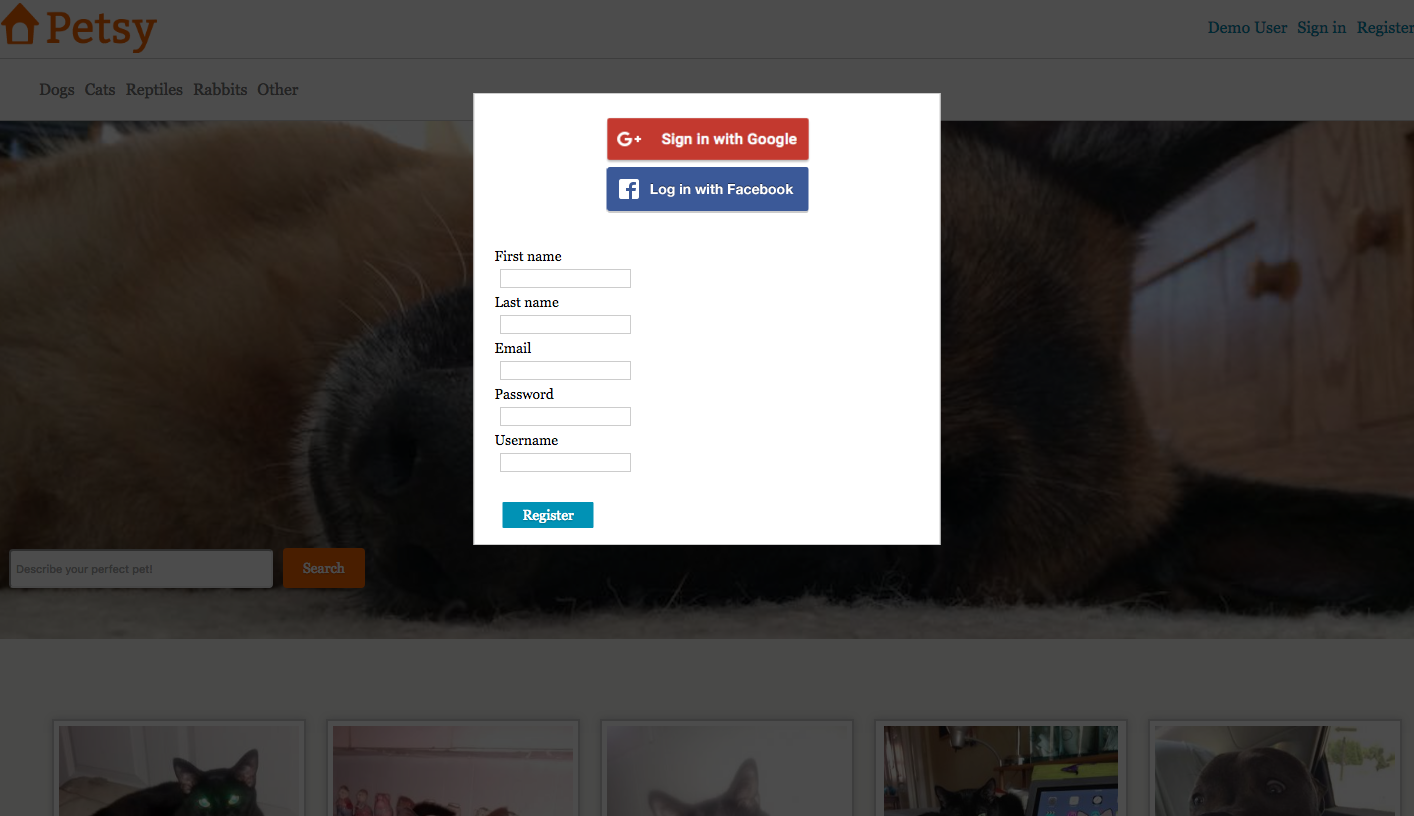 Petsy
Demo User Sign in Register
Dogs Cats Reptiles Rabbits Other
G+ Sign in with Google
f Log in with Facebook
First name
Last name
Email
Password
Username
Register
Describe your perfect pet! Search